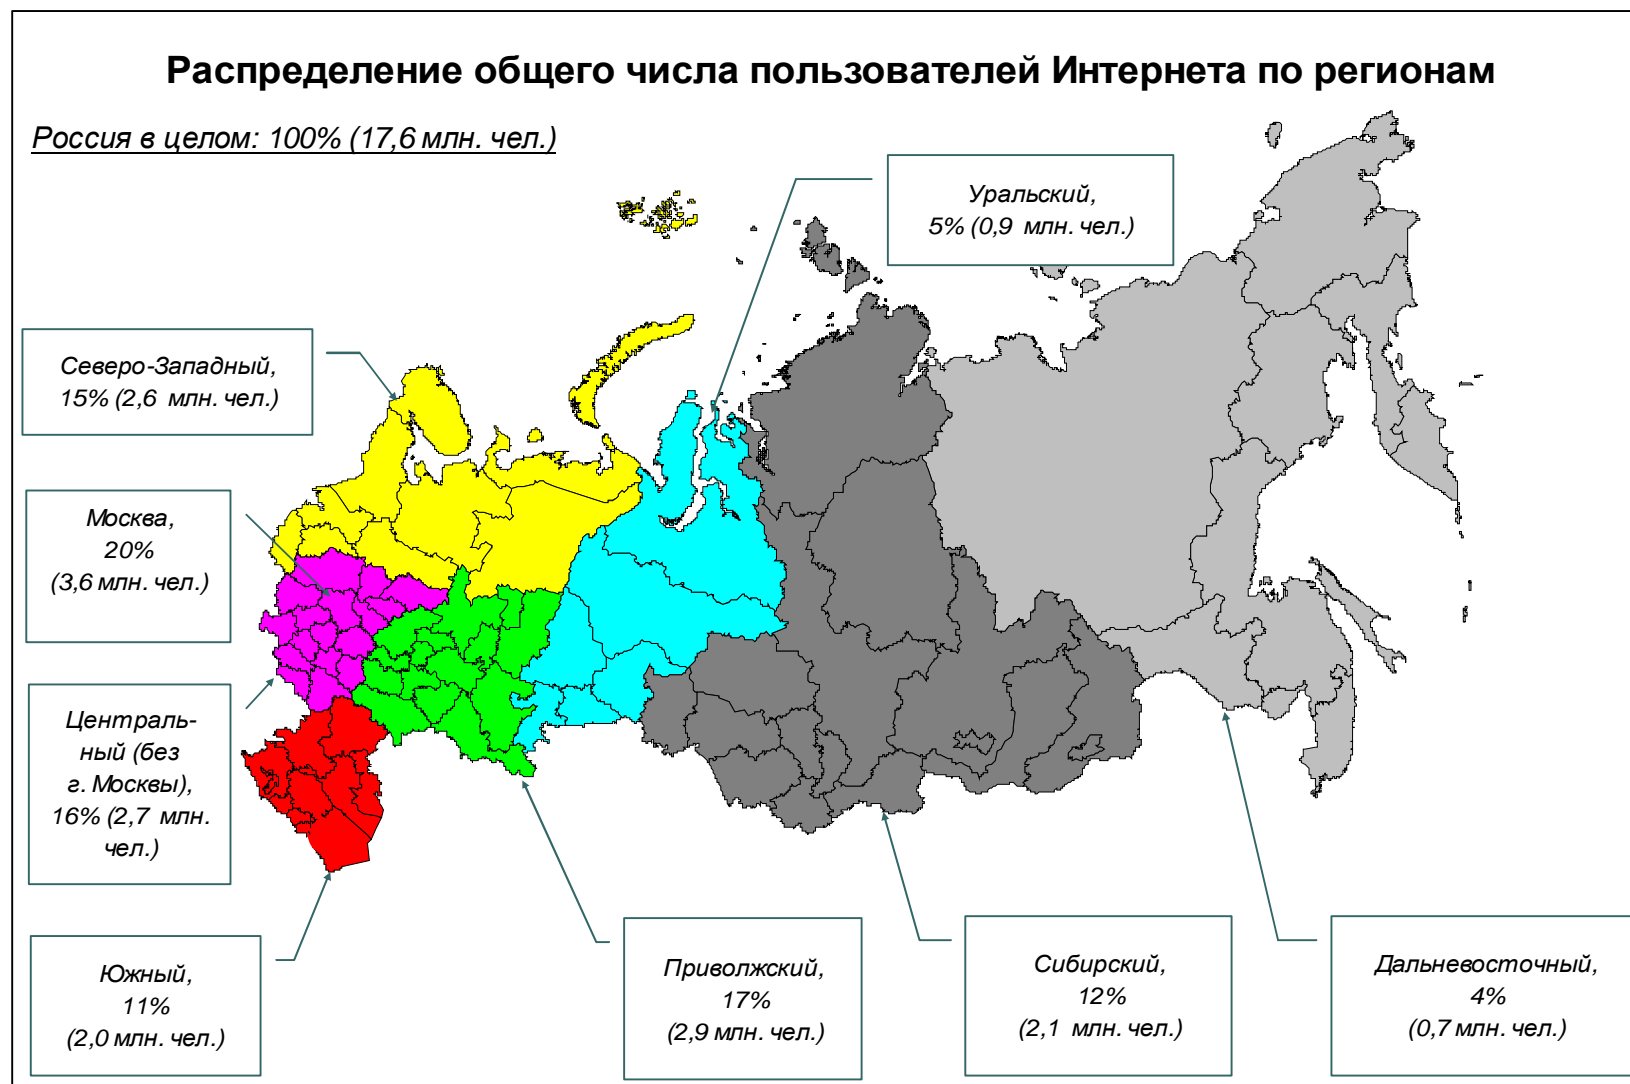 Распределение общего числа пользователей Интернета по регионам
Россия в целом: 100% (17,6 млн. чел.)
Уральский,
5% (0,9 млн. чел.)
Северо-Западный,
15% (2,6 млн. чел.)
Москва,
20%
(3,6 млн. чел.)
Централь-
ный (без
г. Москвы),
16% (2,7 млн.
чел.)
Южный,
11%
(2,0 млн. чел.)
Приволжский,
17%
(2,9 млн. чел.)
Сибирский,
12%
(2,1 млн. чел.)
Дальневосточный,
4%
(0,7 млн. чел.)